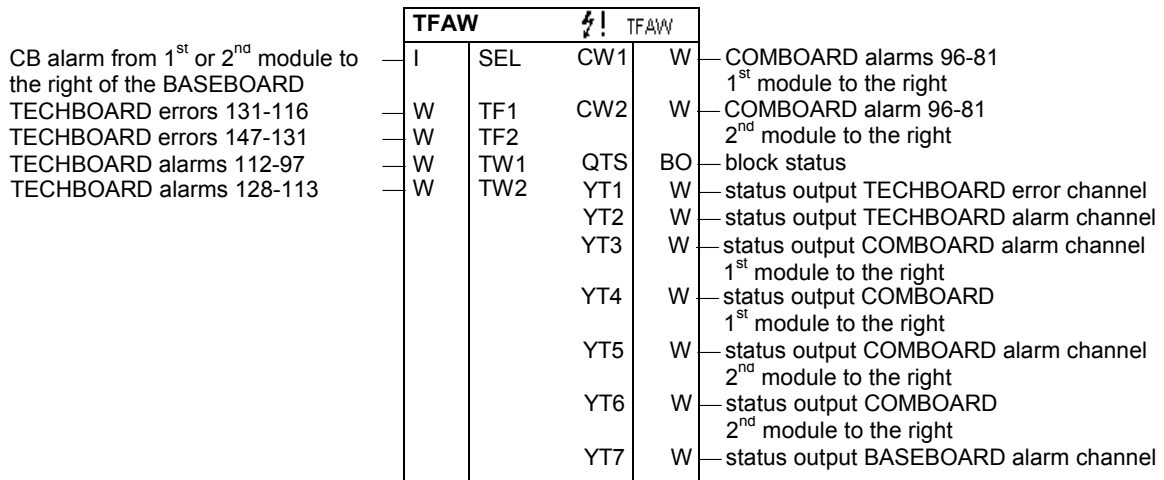 TFAW TFAW
CB alarm from 1st or 2nd module to I SEL CW1 W COMBOARD alarms 96-81
the right of the BASEBOARD 1st module to the right
TECHBOARD errors 131-116 W TF1 CW2 W COMBOARD alarm 96-81
TECHBOARD errors 147-131 W TF2 2nd module to the right
TECHBOARD alarms 112-97 W TW1 QTS BO block status
TECHBOARD alarms 128-113 W TW2 YT1 W status output TECHBOARD error channel
YT2 W status output TECHBOARD alarm channel
YT3 W status output COMBOARD alarm channel
1st module to the right
YT4 W status output COMBOARD
1st module to the right
YT5 W status output COMBOARD alarm channel
2nd module to the right
YT6 W status output COMBOARD
2nd module to the right
YT7 W status output BASEBOARD alarm channel